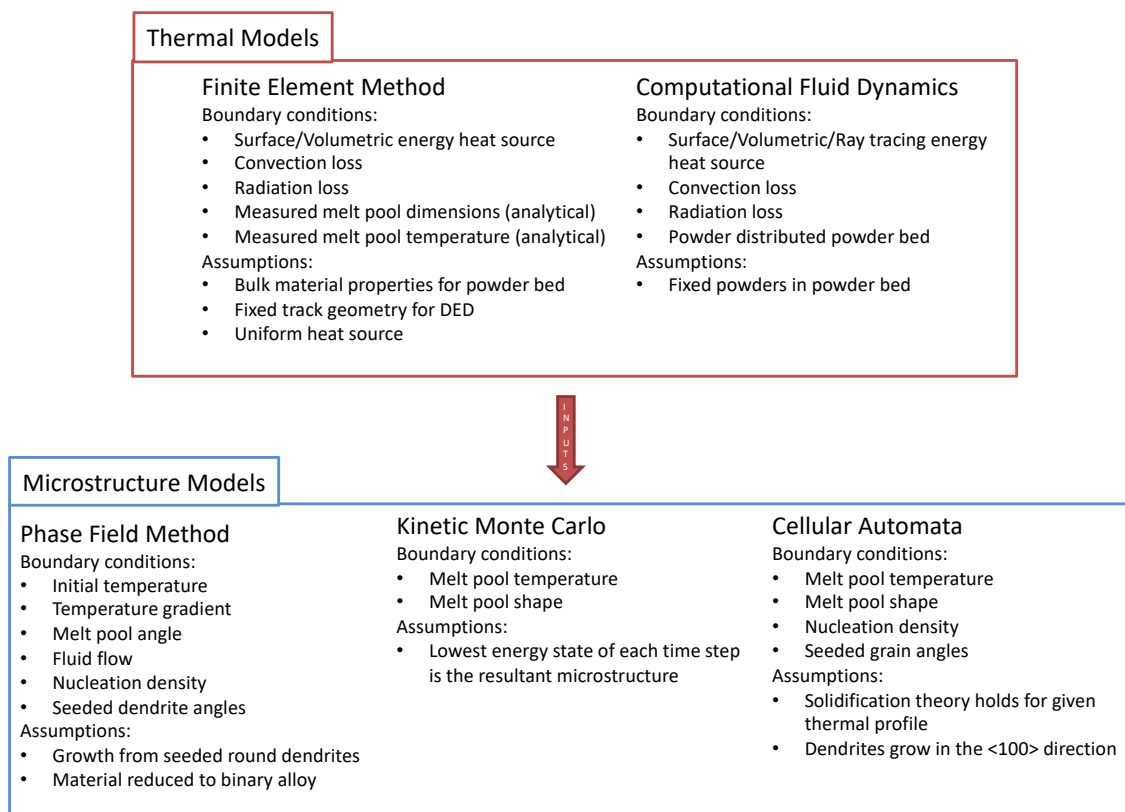 Thermal Models
Finite Element Method
Boundary conditions:
• Surface/Volumetric energy heat source
• Convection loss
• Radiation loss
• Measured melt pool dimensions (analytical)
• Measured melt pool temperature (analytical)
Assumptions:
• Bulk material properties for powder bed
• Fixed track geometry for DED
• Uniform heat source
Computational Fluid Dynamics
Boundary conditions:
• Surface/Volumetric/Ray tracing energy
heat source
• Convection loss
• Radiation loss
• Powder distributed powder bed
Assumptions:
• Fixed powders in powder bed
INPUTS
Microstructure Models
Phase Field Method
Boundary conditions:
• Initial temperature
• Temperature gradient
• Melt pool angle
• Fluid flow
• Nucleation density
• Seeded dendrite angles
Assumptions:
• Growth from seeded round dendrites
• Material reduced to binary alloy
Kinetic Monte Carlo
Boundary conditions:
• Melt pool temperature
• Melt pool shape
Assumptions:
• Lowest energy state of each time step
is the resultant microstructure
Cellular Automata
Boundary conditions:
• Melt pool temperature
• Melt pool shape
• Nucleation density
• Seeded grain angles
Assumptions:
• Solidification theory holds for given
thermal profile
• Dendrites grow in the <100> direction